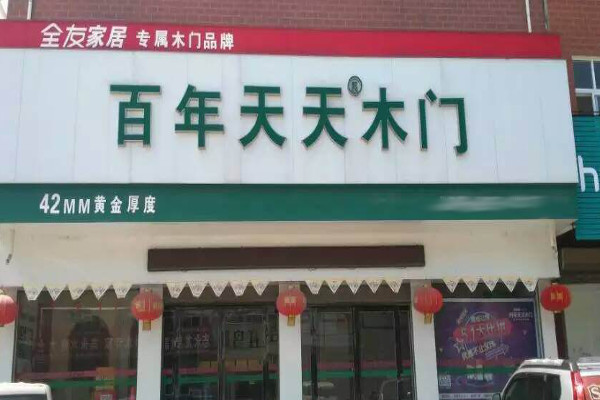 全友家居 专属木门品牌
百年天天®木门
42MM黄金厚度
h